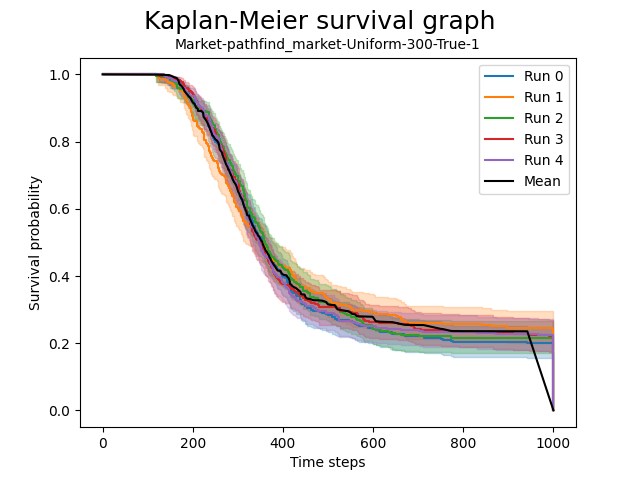 Kaplan-Meier survival graph
Market-pathfind_market-Uniform-300-True-1
Survival probability
1.0
0.8
0.6
0.4
0.2
0.0
Run 0
Run 1
Run 2
Run 3
Run 4
Mean
0 200 400 600 800 1000
Time steps